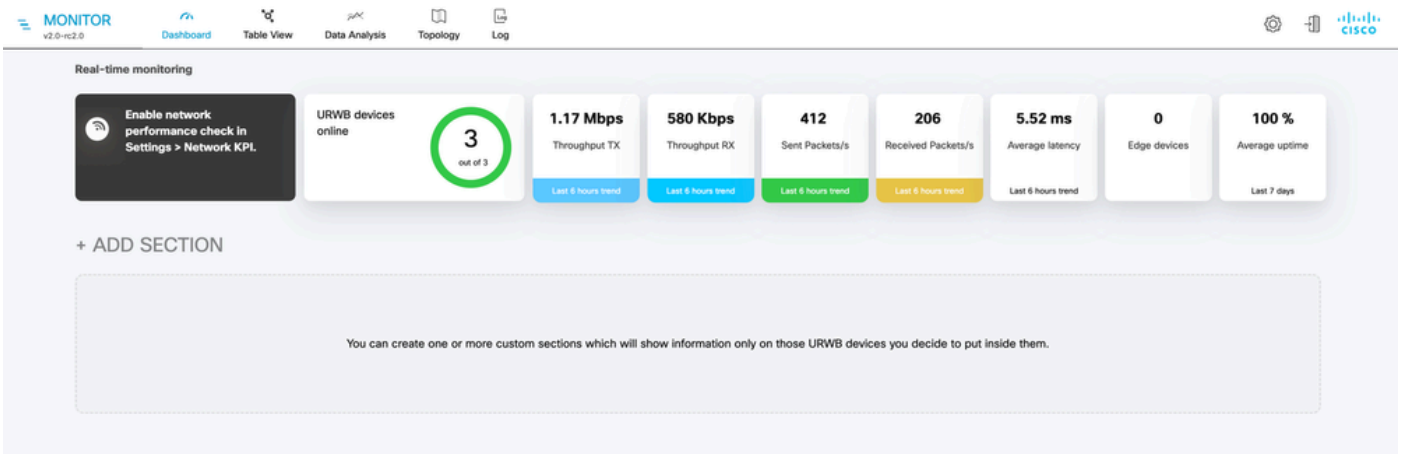 MONITOR
v2.0-rc2.0
Dashboard
Table View
Data Analysis
Topology
Log
CISCO
Real-time monitoring
Enable network
performance check in
Settings > Network KPI.
URWB devices
online
3
out of 3
1.17 Mbps
Throughput TX
Last 6 hours trend
580 Kbps
Throughput RX
Last 6 hours trend
412
Sent Packets/s
Last 6 hours trend
206
Received Packets/s
Last 6 hours trend
5.52 ms
Average latency
Last 6 hours trend
0
Edge devices
100 %
Average uptime
Last 7 days
+ ADD SECTION
You can create one or more custom sections which will show information only on those URWB devices you decide to put inside them.